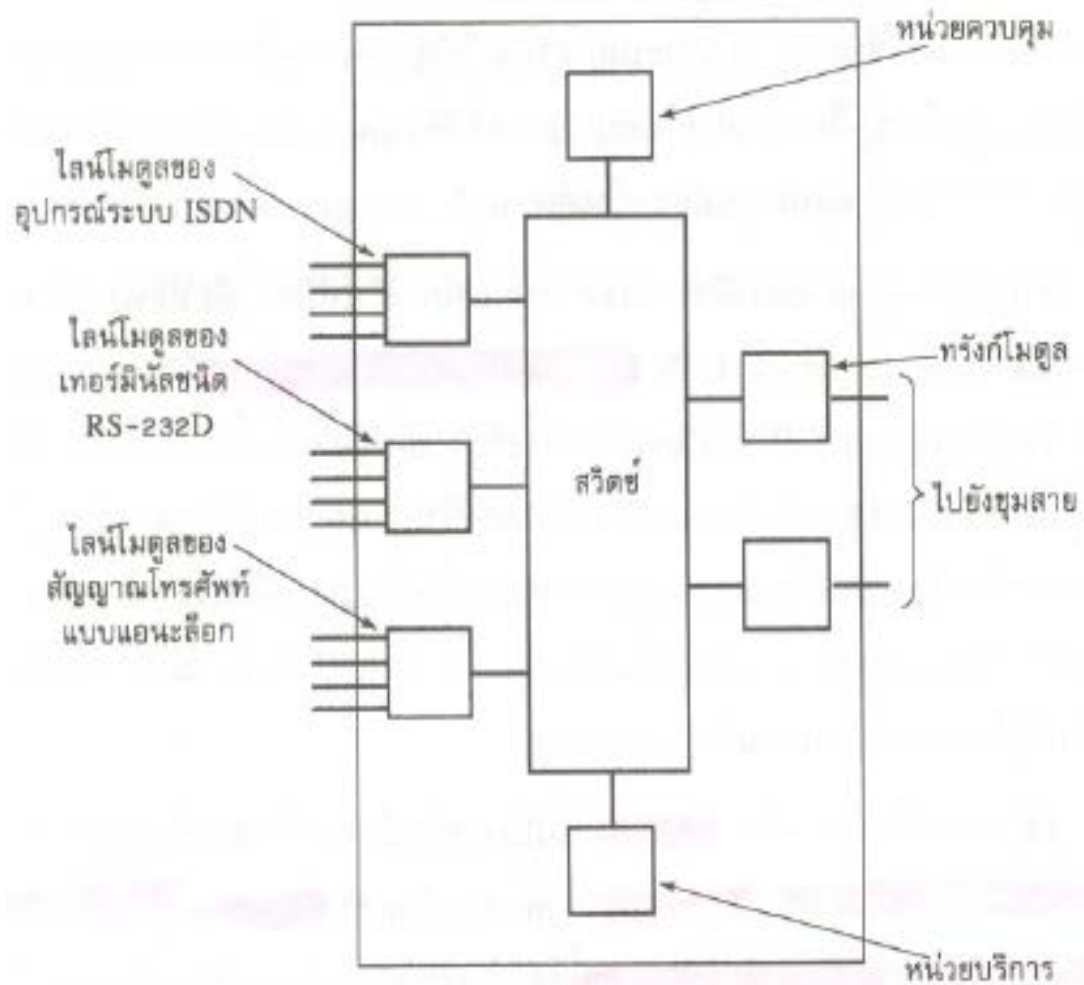 หน่วยควบคุม
ไลน์โมดูลของ
อุปกรณ์ระบบ ISDN
ไลน์โมดูลของ
เทอร์มินัลชนิด
RS-232D
ทรังก์โมดูล
สวิตช์
ไปยังชุมสาย
ไลน์โมดูลของ
สัญญาณโทรศัพท์
แบบแอนะล็อก
หน่วยบริการ